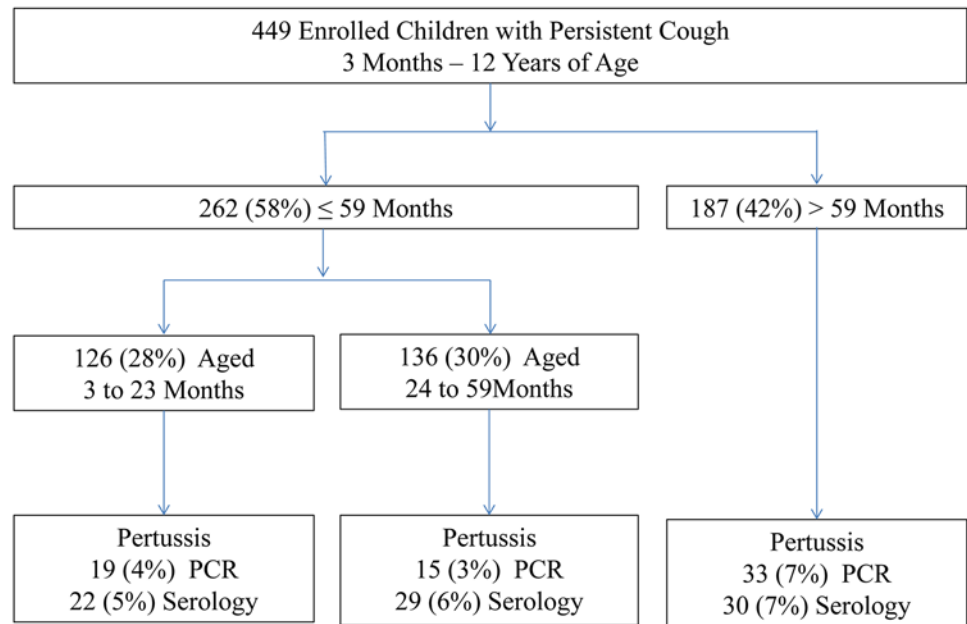 449 Enrolled Children with Persistent Cough
3 Months – 12 Years of Age
262 (58%) ≤ 59 Months
187 (42%) > 59 Months
126 (28%) Aged
3 to 23 Months
136 (30%) Aged
24 to 59Months
Pertussis
19 (4%) PCR
22 (5%) Serology
Pertussis
15 (3%) PCR
29 (6%) Serology
Pertussis
33 (7%) PCR
30 (7%) Serology